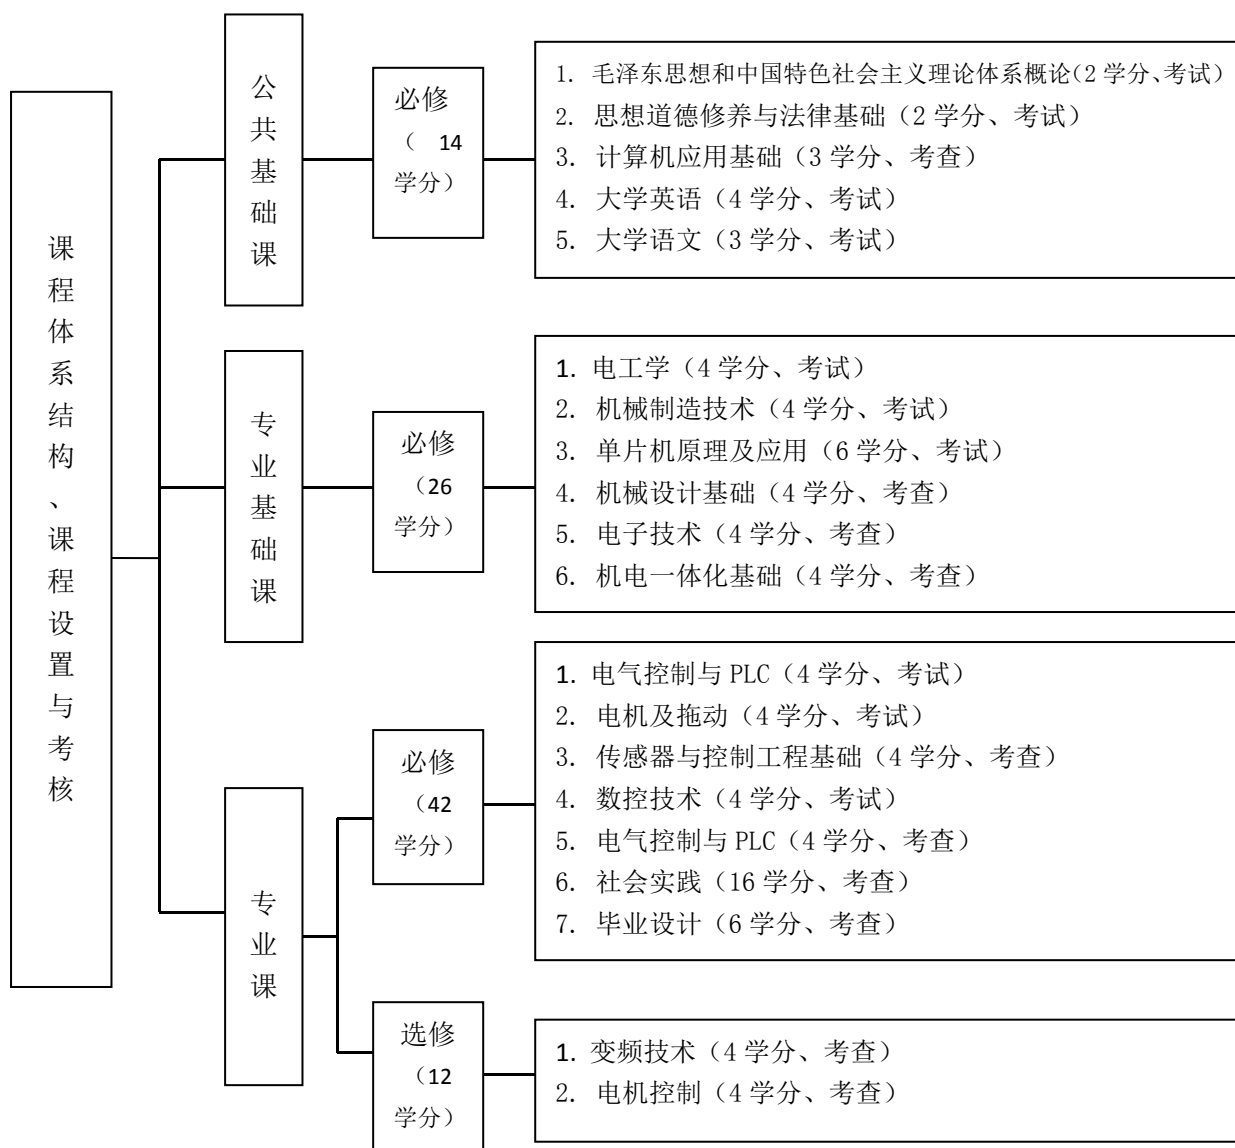 课程体系结构、课程设置与考核
公共基础课
必修
（ 14
学分）
1. 毛泽东思想和中国特色社会主义理论体系概论（2 学分、考试）
2. 思想道德修养与法律基础（2 学分、考试）
3. 计算机应用基础（3 学分、考查）
4. 大学英语（4 学分、考试）
5. 大学语文（3 学分、考试）
专业基础课
必修
（26
学分）
1. 电工学（4 学分、考试）
2. 机械制造技术（4 学分、考试）
3. 单片机原理及应用（6 学分、考试）
4. 机械设计基础（4 学分、考查）
5. 电子技术（4 学分、考查）
6. 机电一体化基础（4 学分、考查）
专业课
必修
（42
学分）
1. 电气控制与 PLC（4 学分、考试）
2. 电机及拖动（4 学分、考试）
3. 传感器与控制工程基础（4 学分、考查）
4. 数控技术（4 学分、考试）
5. 电气控制与 PLC（4 学分、考查）
6. 社会实践（16 学分、考查）
7. 毕业设计（6 学分、考查）
选修
（12
学分）
1. 变频技术（4 学分、考查）
2. 电机控制（4 学分、考查）